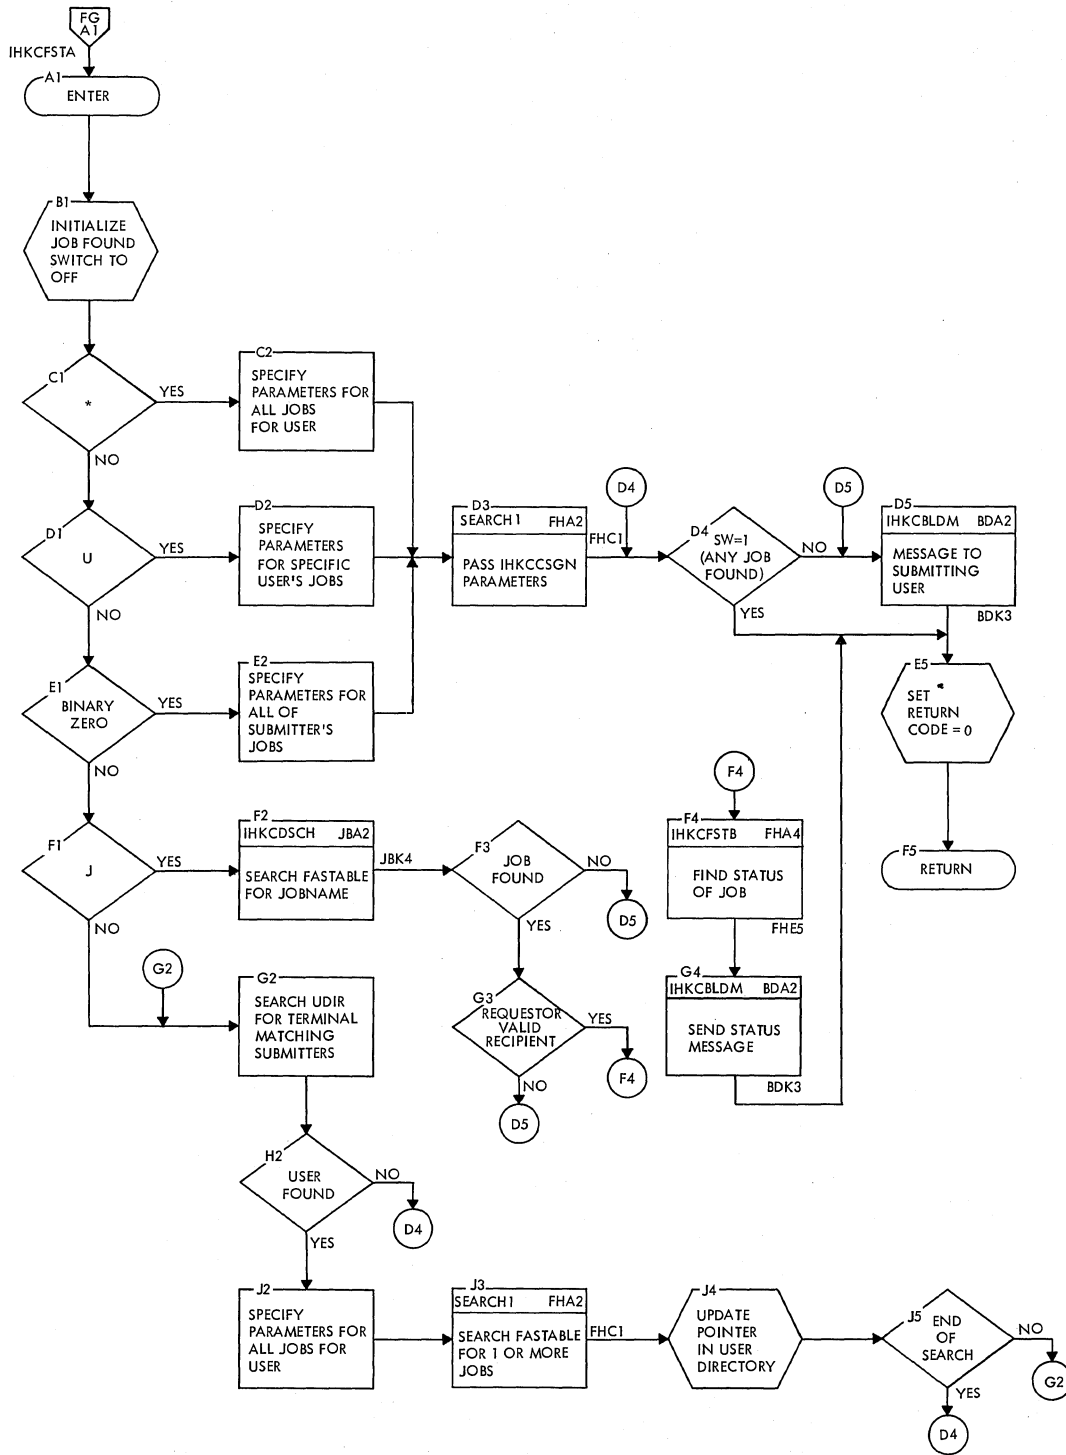 FG
A1
IHKCFSTA
A1
ENTER
B1
INITIALIZE
JOB FOUND
SWITCH TO
OFF
C1
*
YES
NO
C2
SPECIFY
PARAMETERS FOR
ALL JOBS
FOR USER
D1
U
YES
NO
D2
SPECIFY
PARAMETERS
FOR SPECIFIC
USER'S JOBS
D3
SEARCH1 FHA2
PASS IHKCCSGN
PARAMETERS
FHC1
D4
D4
SW=1
(ANY JOB
FOUND)
NO
YES
D5
D5
IHKCBLDM BDA2
MESSAGE TO
SUBMITTING
USER
BDK3
E1
BINARY
ZERO
YES
NO
E2
SPECIFY
PARAMETERS FOR
ALL OF
SUBMITTER'S
JOBS
E5
SET
RETURN
CODE = 0
F1
J
YES
NO
F2
IHKCDSCH JBA2
SEARCH FASTABLE
FOR JOBNAME
JBK4
F3
JOB
FOUND
NO
D5
YES
F4
F4
IHKCFSTB FHA4
FIND STATUS
OF JOB
FHE5
F5
RETURN
G2
G2
SEARCH UDIR
FOR TERMINAL
MATCHING
SUBMITTERS
G3
REQUESTOR
VALID
RECIPIENT
YES
F4
NO
D5
G4
IHKCBLDM BDA2
SEND STATUS
MESSAGE
BDK3
H2
USER
FOUND
NO
D4
YES
J2
SPECIFY
PARAMETERS FOR
ALL JOBS FOR
USER
J3
SEARCH1 FHA2
SEARCH FASTABLE
FOR 1 OR MORE
JOBS
FHC1
J4
UPDATE
POINTER
IN USER
DIRECTORY
J5
END
OF
SEARCH
NO
G2
YES
D4